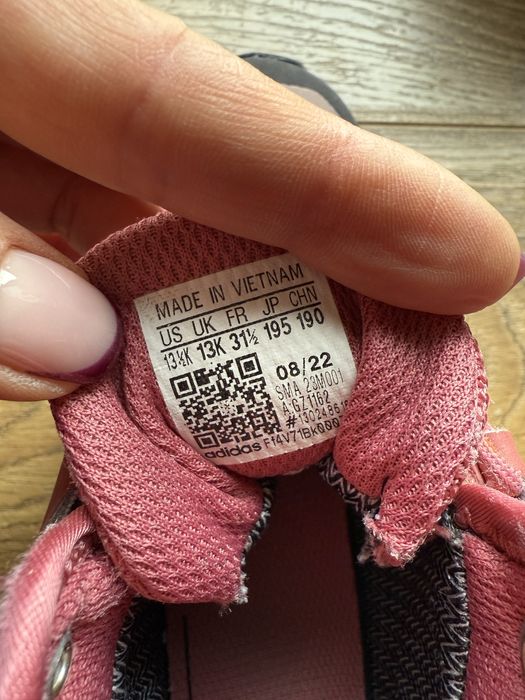 MADE IN VIETNAM
US UK FR JP CHN
13½K 13K 31½ 195 190
08/22
SMA 23M001
A.GZ1162
adidas